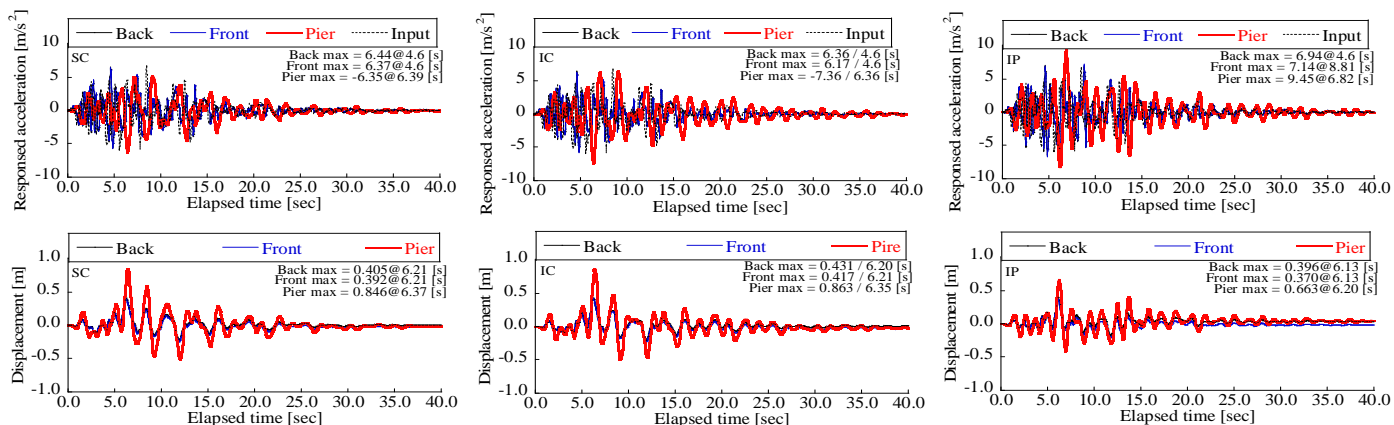 Back Front Pier Input
SC
Back max = 6.44@4.6 [s]
Front max = 6.37@4.6 [s]
Pier max = -6.35@6.39 [s]
Responsed acceleration [m/s2]
10
5
0
-5
-10
0.0 5.0 10.0 15.0 20.0 25.0 30.0 35.0 40.0
Elapsed time [sec]
Back Front Pier Input
IC
Back max = 6.36 / 4.6 [s]
Front max = 6.17 / 4.6 [s]
Pier max = -7.36 / 6.36 [s]
Responsed acceleration [m/s2]
10
5
0
-5
-10
0.0 5.0 10.0 15.0 20.0 25.0 30.0 35.0 40.0
Elapsed time [sec]
Back Front Pier Input
IP
Back max = 6.94@4.6 [s]
Front max = 7.14@8.81 [s]
Pier max = 9.45@6.82 [s]
Responsed acceleration [m/s2]
10
5
0
-5
-10
0.0 5.0 10.0 15.0 20.0 25.0 30.0 35.0 40.0
Elapsed time [sec]
Back Front Pier
SC
Back max = 0.405@6.21 [s]
Front max = 0.392@6.21 [s]
Pier max = 0.846@6.37 [s]
Displacement [m]
1.0
0.5
0.0
-0.5
-1.0
0.0 5.0 10.0 15.0 20.0 25.0 30.0 35.0 40.0
Elapsed time [sec]
Back Front Pire
IC
Back max = 0.431 / 6.20 [s]
Front max = 0.417 / 6.21 [s]
Pier max = 0.863 / 6.35 [s]
Displacement [m]
1.0
0.5
0.0
-0.5
-1.0
0.0 5.0 10.0 15.0 20.0 25.0 30.0 35.0 40.0
Elapsed time [sec]
Back Front Pier
IP
Back max = 0.396@6.13 [s]
Front max = 0.370@6.13 [s]
Pier max = 0.663@6.20 [s]
Displacement [m]
1.0
0.5
0.0
-0.5
-1.0
0.0 5.0 10.0 15.0 20.0 25.0 30.0 35.0 40.0
Elapsed time [sec]